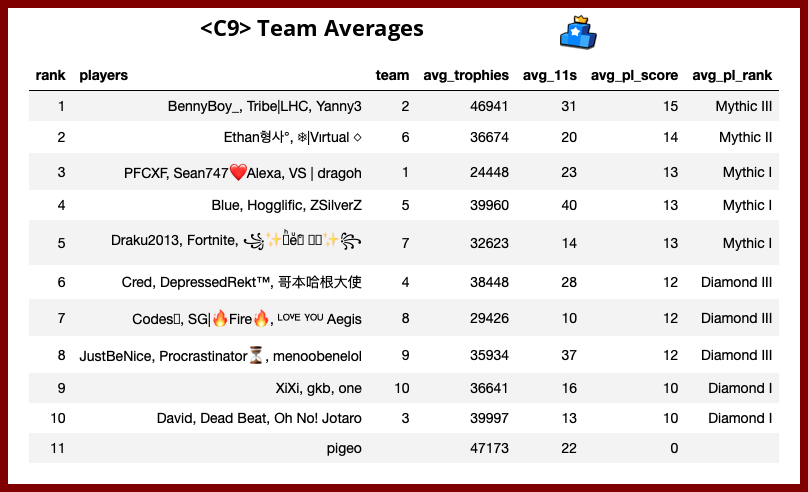 <C9> Team Averages
rank players team avg_trophies avg_11s avg_pl_score avg_pl_rank
1 BennyBoy_, Tribe|LHC, Yanny3 2 46941 31 15 Mythic III
2 Ethan형사°, ❄|Vırtual ◇ 6 36674 20 14 Mythic II
3 PFCXF, Sean747❤️Alexa, VS | dragoh 1 24448 23 13 Mythic I
4 Blue, Hogglific, ZSilverZ 5 39960 40 13 Mythic I
5 Draku2013, Fortnite, 7 32623 14 13 Mythic I
6 Cred, DepressedRekt™, 哥本哈根大使 4 38448 28 12 Diamond III
7 Codes, SG|🔥Fire🔥, ᴸᴼⱽᴱ ᵞᴼᵁ Aegis 8 29426 10 12 Diamond III
8 JustBeNice, Procrastinator⏳, menoobenelol 9 35934 37 12 Diamond III
9 XiXi, gkb, one 10 36641 16 10 Diamond I
10 David, Dead Beat, Oh No! Jotaro 3 39997 13 10 Diamond I
11 pigeo 47173 22 0